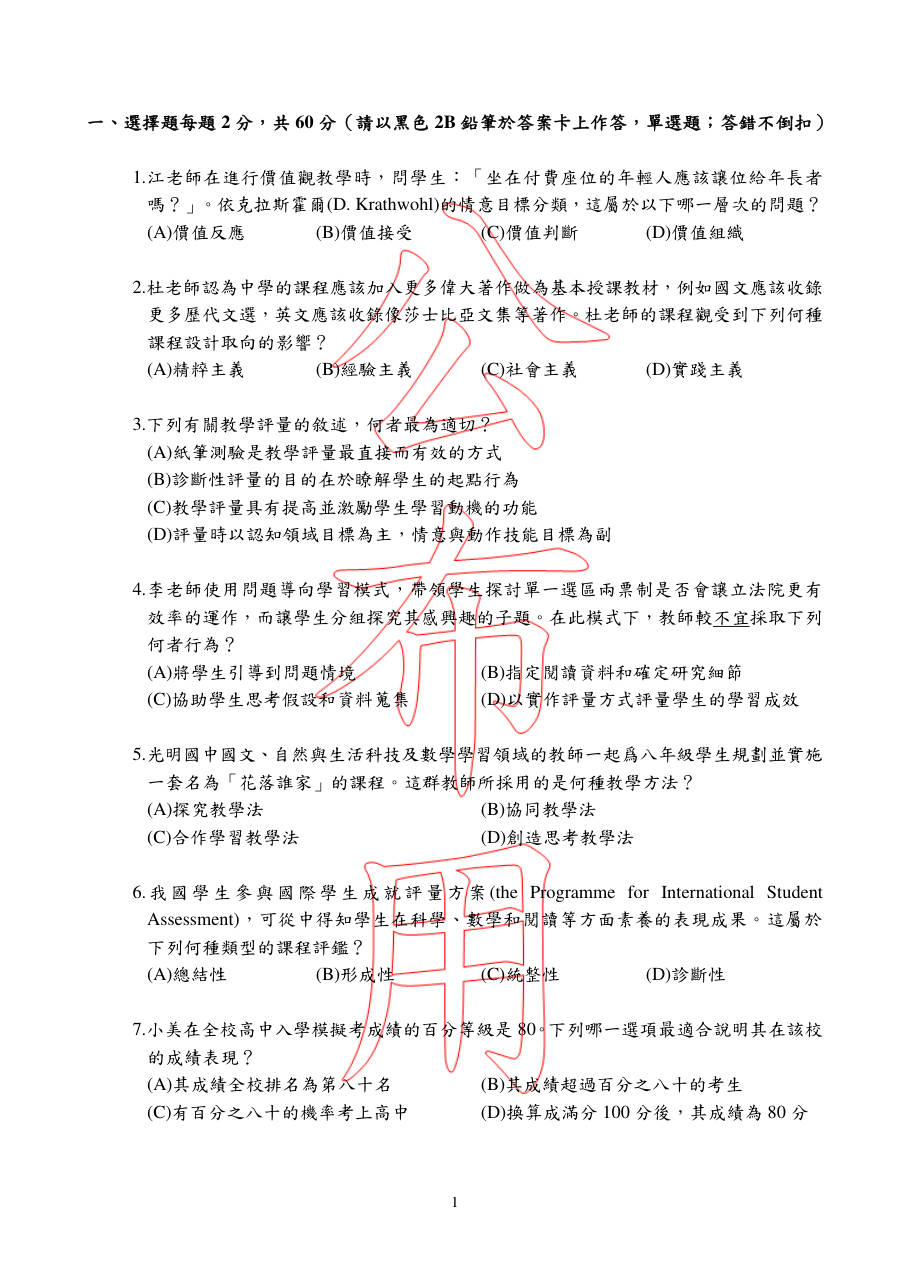 一、選擇題每題 2 分，共 60 分（請以黑色 2B 鉛筆於答案卡上作答，單選題；答錯不倒扣）
1.江老師在進行價值觀教學時，問學生：「坐在付費座位的年輕人應該讓位給年長者
嗎？」。依克拉斯霍爾(D. Krathwohl)的情意目標分類，這屬於以下哪一層次的問題？
(A)價值反應 (B)價值接受 (C)價值判斷 (D)價值組織
2.杜老師認為中學的課程應該加入更多偉大著作做為基本授課教材，例如國文應該收錄
更多歷代文選，英文應該收錄像莎士比亞文集等著作。杜老師的課程觀受到下列何種
課程設計取向的影響？
(A)精粹主義 (B)經驗主義 (C)社會主義 (D)實踐主義
3.下列有關教學評量的敘述，何者最為適切？
(A)紙筆測驗是教學評量最直接而有效的方式
(B)診斷性評量的目的在於瞭解學生的起點行為
(C)教學評量具有提高並激勵學生學習動機的功能
(D)評量時以認知領域目標為主，情意與動作技能目標為副
4.李老師使用問題導向學習模式，帶領學生探討單一選區兩票制是否會讓立法院更有
效率的運作，而讓學生分組探究其感興趣的子題。在此模式下，教師較不宜採取下列
何者行為？
(A)將學生引導到問題情境 (B)指定閱讀資料和確定研究細節
(C)協助學生思考假設和資料蒐集 (D)以實作評量方式評量學生的學習成效
5.光明國中國文、自然與生活科技及數學學習領域的教師一起爲八年級學生規劃並實施
一套名為「花落誰家」的課程。這群教師所採用的是何種教學方法？
(A)探究教學法 (B)協同教學法
(C)合作學習教學法 (D)創造思考教學法
6.我國學生參與國際學生成就評量方案(the Programme for International Student
Assessment)，可從中得知學生在科學、數學和閱讀等方面素養的表現成果。這屬於
下列何種類型的課程評鑑？
(A)總結性 (B)形成性 (C)統整性 (D)診斷性
7.小美在全校高中入學模擬考成績的百分等級是 80。下列哪一選項最適合說明其在該校
的成績表現？
(A)其成績全校排名為第八十名 (B)其成績超過百分之八十的考生
(C)有百分之八十的機率考上高中 (D)換算成滿分 100 分後，其成績為 80 分
公布用
1